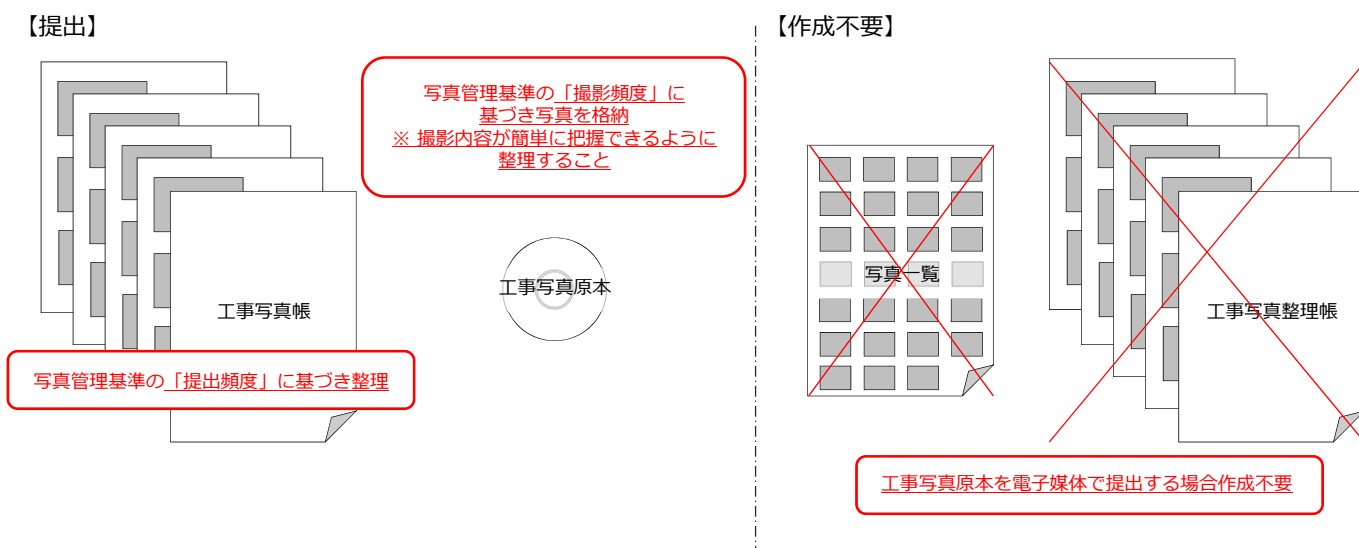 【提出】
写真管理基準の「撮影頻度」に
基づき写真を格納
※ 撮影内容が簡単に把握できるように
整理すること
工事写真帳
工事写真原本
写真管理基準の「提出頻度」に基づき整理
【作成不要】
写真一覧
工事写真整理帳
工事写真原本を電子媒体で提出する場合作成不要